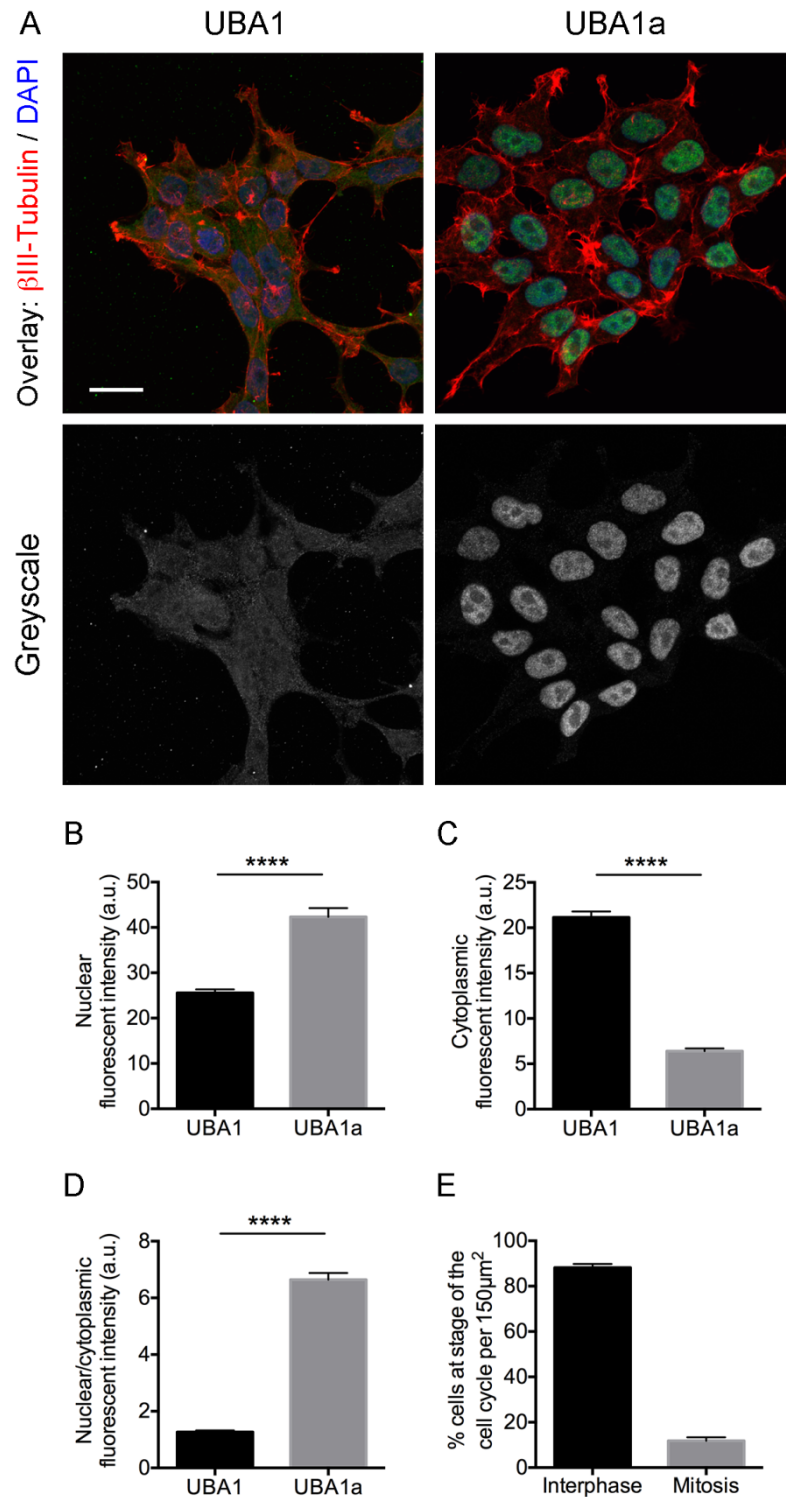 A
UBA1
UBA1a
Overlay: βIII-Tubulin / DAPI
Greyscale
B
****
Nuclear
fluorescent intensity (a.u.)
50
40
30
20
10
0
UBA1
UBA1a
C
****
Cytoplasmic
fluorescent intensity (a.u.)
25
20
15
10
5
0
UBA1
UBA1a
D
****
Nuclear/cytoplasmic
fluorescent intensity (a.u.)
8
6
4
2
0
UBA1
UBA1a
E
% cells at stage of the
cell cycle per 150µm²
100
80
60
40
20
0
Interphase
Mitosis